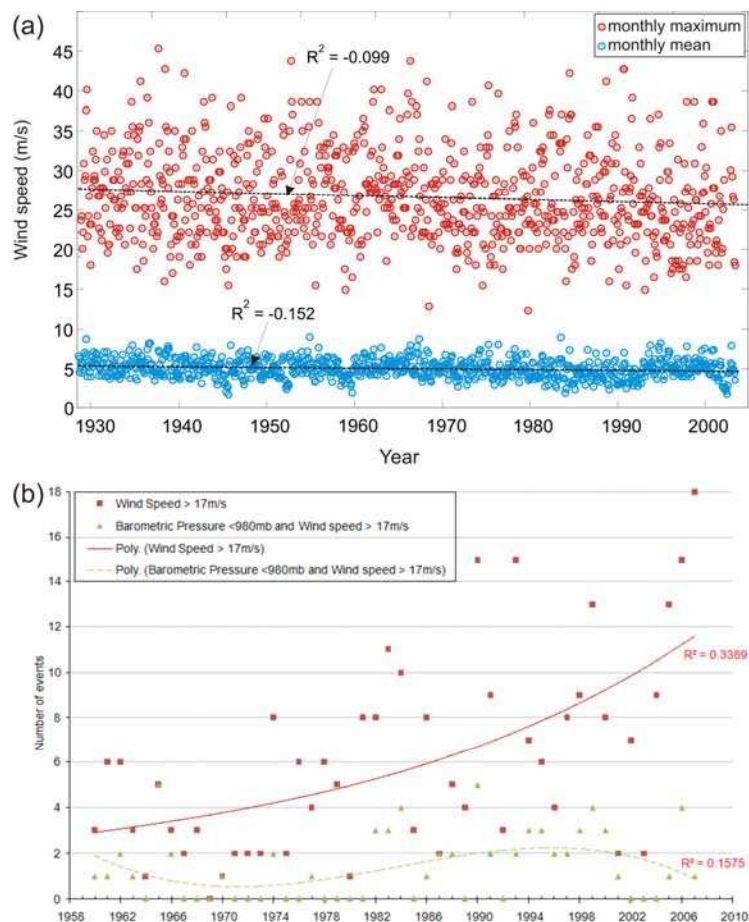 (a)
monthly maximum
monthly mean
R² = -0.099
R² = -0.152
Wind speed (m/s)
45
40
35
30
25
20
15
10
5
0
1930 1940 1950 1960 1970 1980 1990 2000
Year
(b)
Wind Speed > 17m/s
Barometric Pressure <980mb and Wind speed > 17m/s
Poly. (Wind Speed > 17m/s)
Poly. (Barometric Pressure <980mb and Wind speed > 17m/s)
Number of events
18
16
14
12
10
8
6
4
2
0
R² = 0.3389
R² = 0.1575
1958 1962 1966 1970 1974 1978 1982 1986 1990 1994 1998 2002 2006 2010